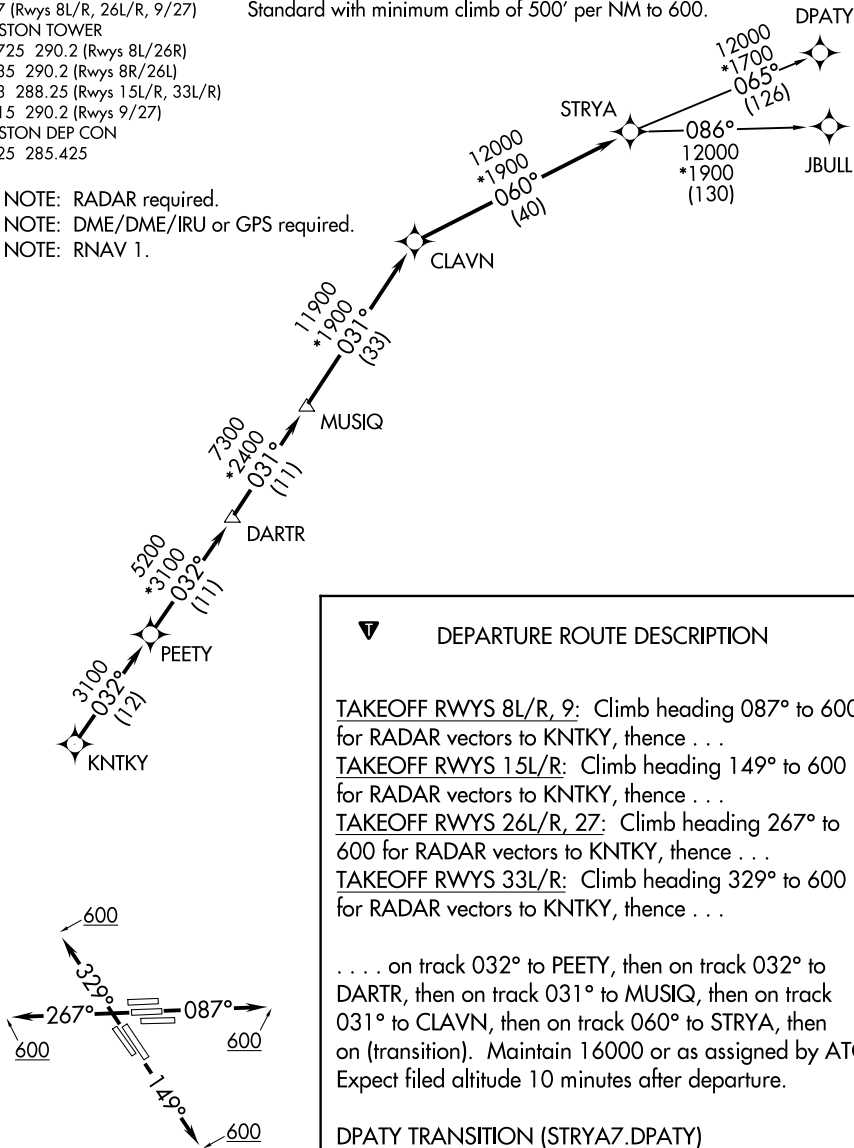 7 (Rwys 8L/R, 26L/R, 9/27)
STON TOWER
725 290.2 (Rwys 8L/26R)
35 290.2 (Rwys 8R/26L)
288.25 (Rwys 15L/R, 33L/R)
15 290.2 (Rwys 9/27)
STON DEP CON
25 285.425
Standard with minimum climb of 500' per NM to 600.
NOTE: RADAR required.
NOTE: DME/DME/IRU or GPS required.
NOTE: RNAV 1.
DPATY
12000
*1700
065°
(126)
STRYA
086°
12000
*1900
(130)
JBULL
12000
*1900
060°
(40)
CLAVN
11900
*1900
031°
(33)
MUSIQ
7300
*2400
031°
(11)
DARTR
5200
*3100
032°
(11)
PEETY
3100
032°
(12)
KNTKY
T DEPARTURE ROUTE DESCRIPTION
TAKEOFF RWYS 8L/R, 9: Climb heading 087° to 600
for RADAR vectors to KNTKY, thence . . .
TAKEOFF RWYS 15L/R: Climb heading 149° to 600
for RADAR vectors to KNTKY, thence . . .
TAKEOFF RWYS 26L/R, 27: Climb heading 267° to
600 for RADAR vectors to KNTKY, thence . . .
TAKEOFF RWYS 33L/R: Climb heading 329° to 600
for RADAR vectors to KNTKY, thence . . .
. . . . on track 032° to PEETY, then on track 032° to
DARTR, then on track 031° to MUSIQ, then on track
031° to CLAVN, then on track 060° to STRYA, then
on (transition). Maintain 16000 or as assigned by ATC
Expect filed altitude 10 minutes after departure.
DPATY TRANSITION (STRYA7.DPATY)
600
329°
267°
087°
600
600
149°
600